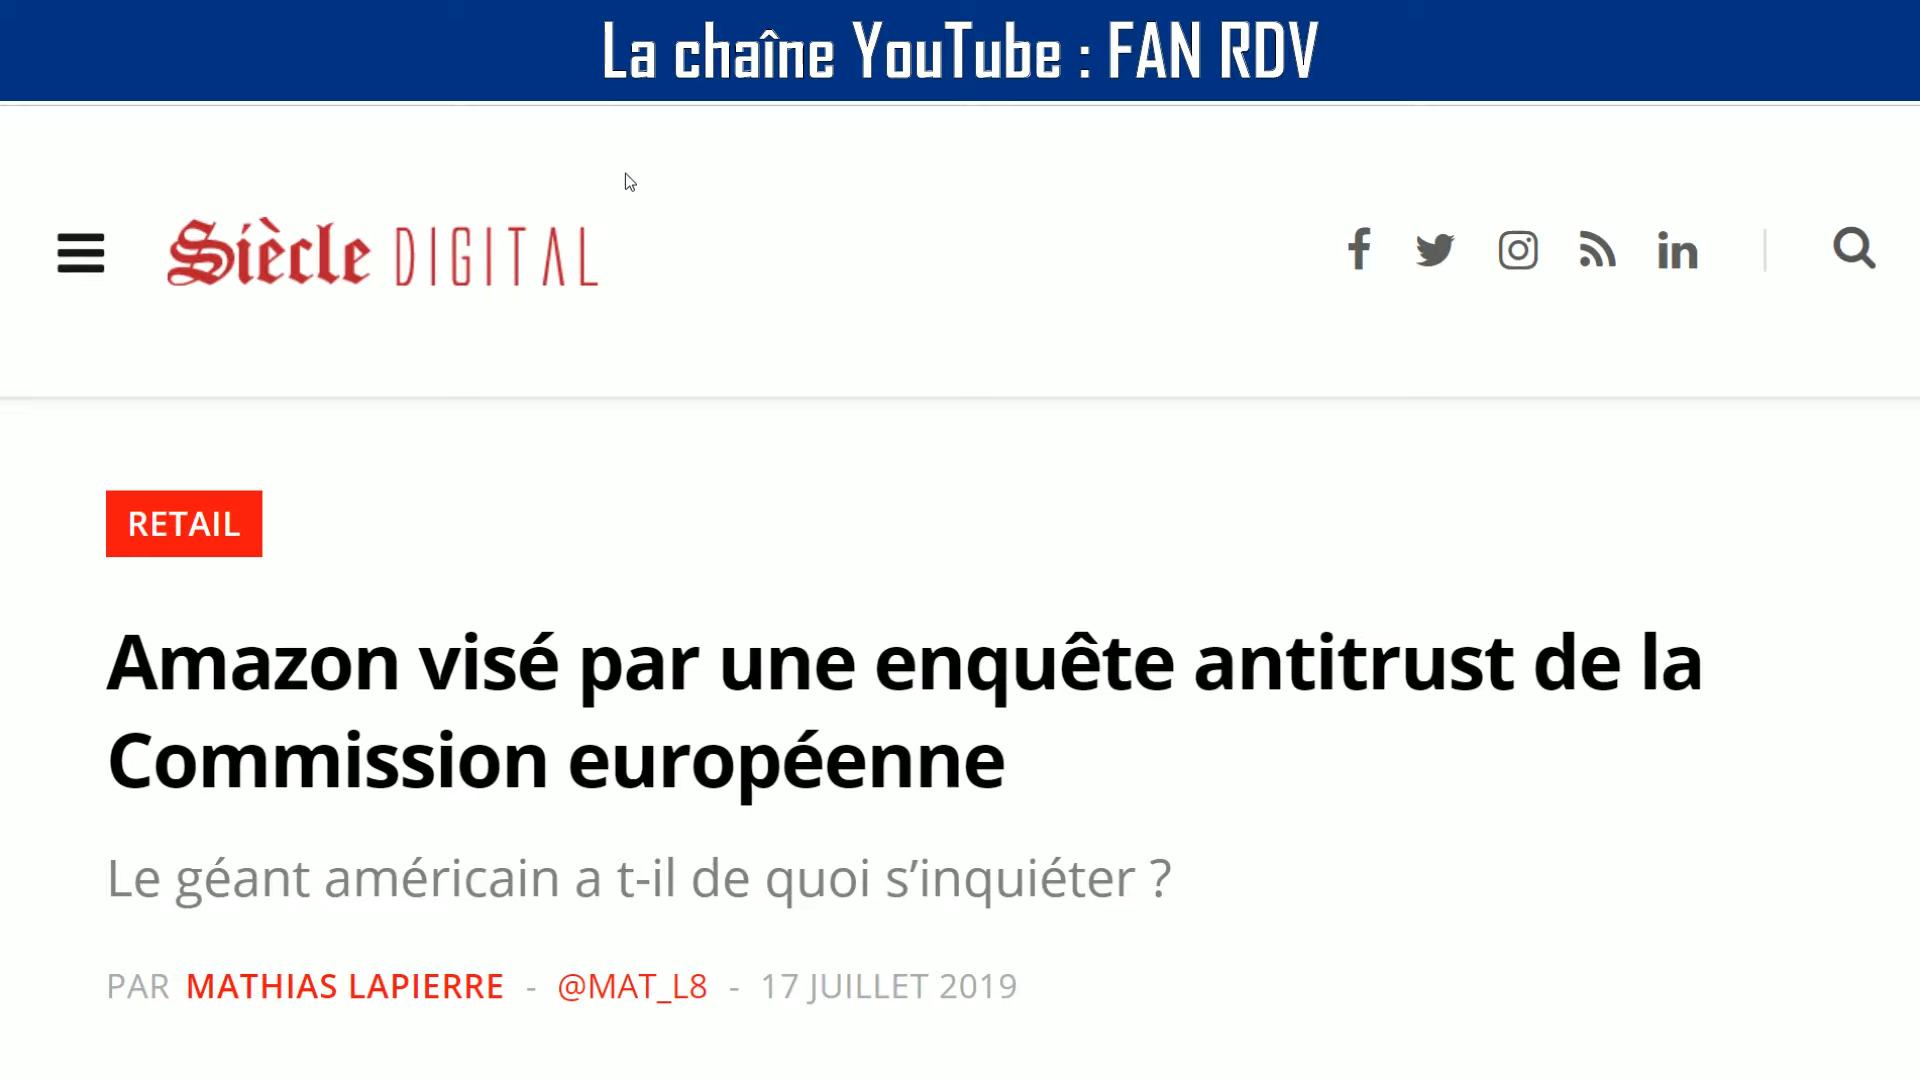 La chaîne YouTube : FAN RDV
Siècle DIGITAL
RETAIL
Amazon visé par une enquête antitrust de la
Commission européenne
Le géant américain a t-il de quoi s’inquiéter ?
PAR MATHIAS LAPIERRE - @MAT_L8 - 17 JUILLET 2019